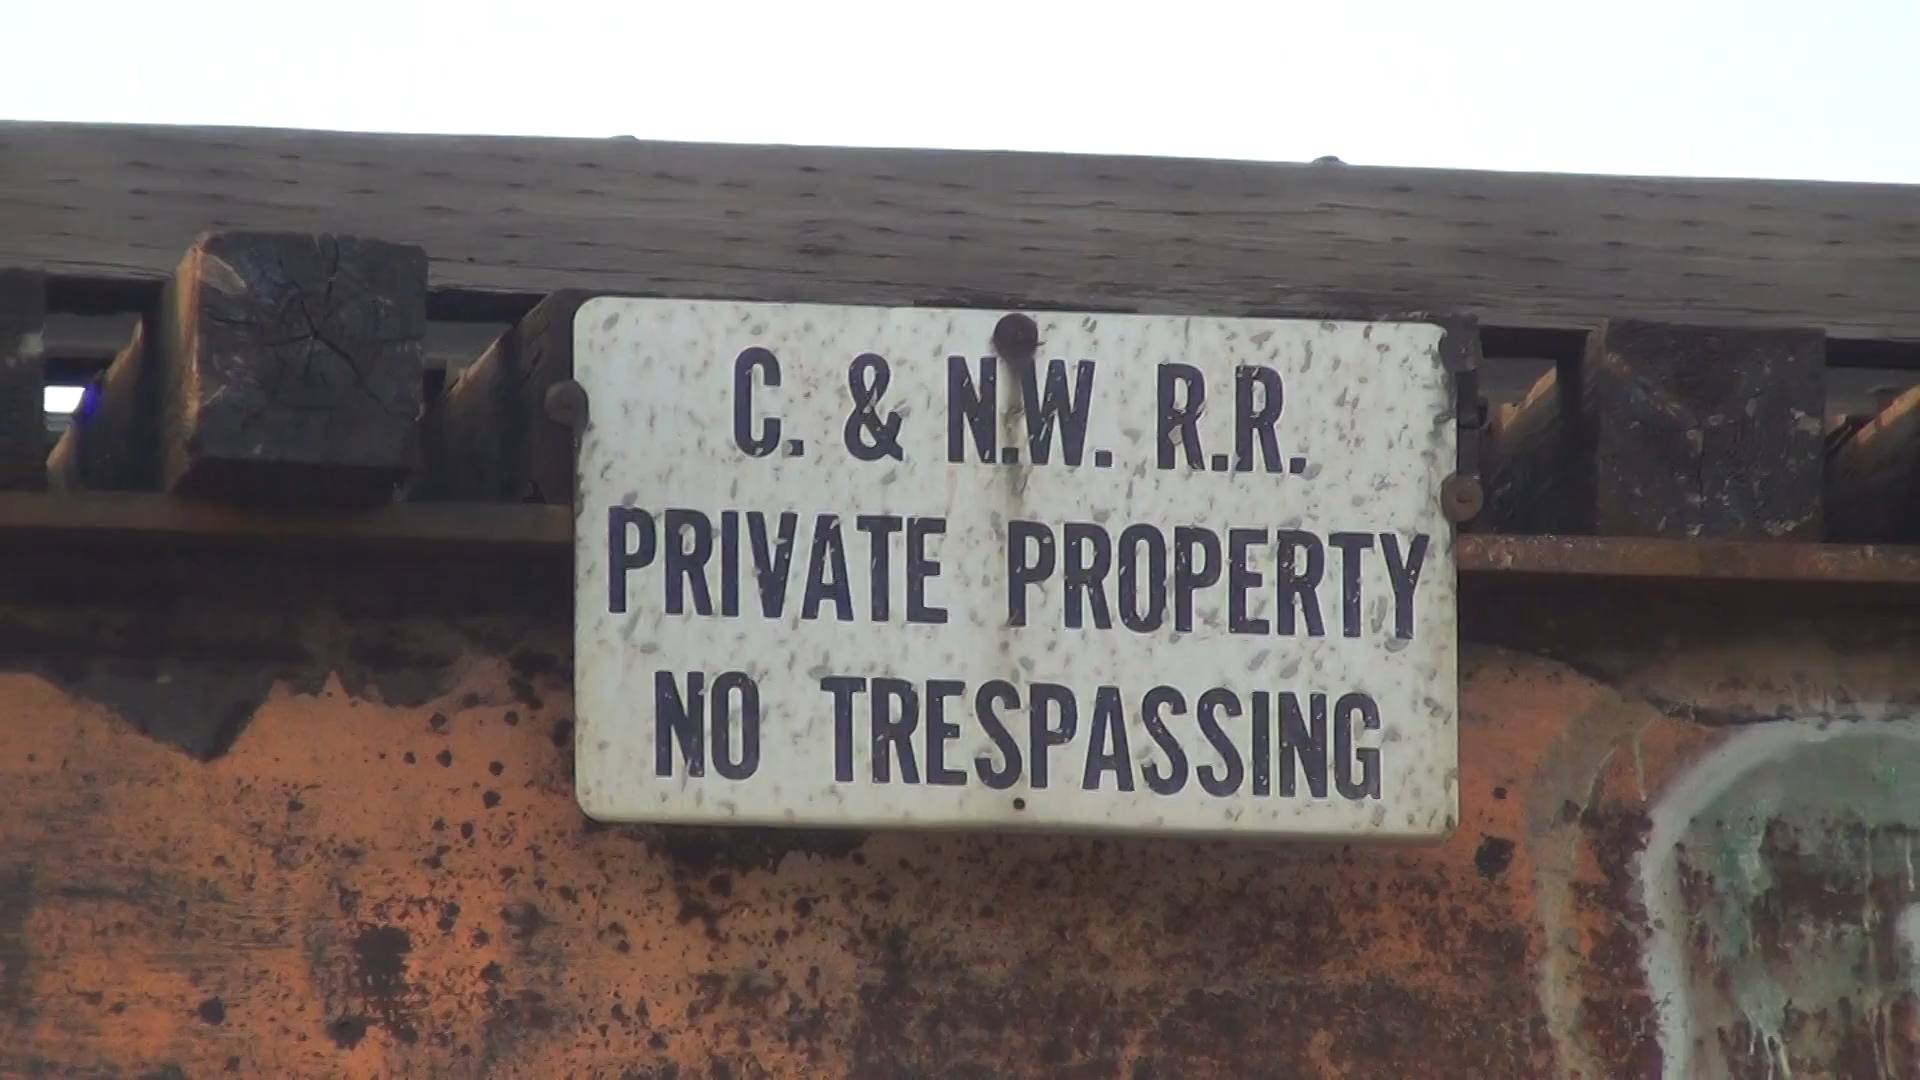 C. & N.W. R.R.
PRIVATE PROPERTY
NO TRESPASSING